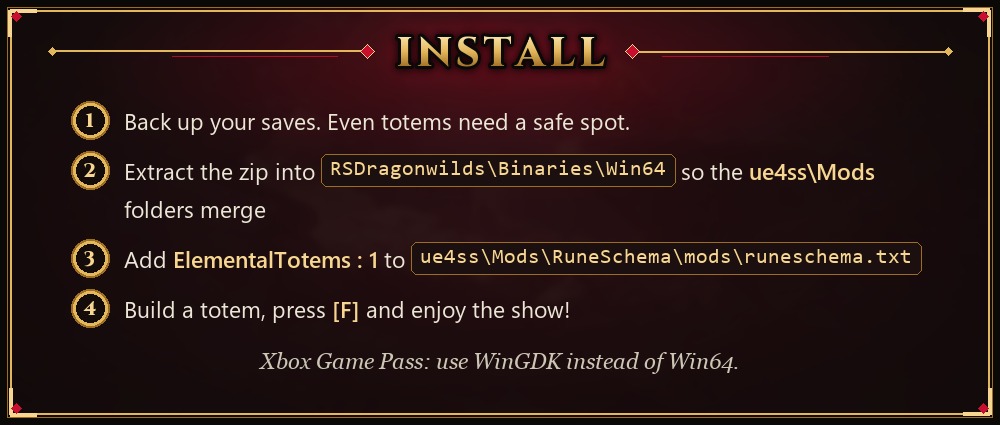 INSTALL
1 Back up your saves. Even totems need a safe spot.
2 Extract the zip into RSDragonwilds\Binaries\Win64 so the ue4ss\Mods
folders merge
3 Add ElementalTotems : 1 to ue4ss\Mods\RuneSchema\mods\runeschema.txt
4 Build a totem, press [F] and enjoy the show!
Xbox Game Pass: use WinGDK instead of Win64.